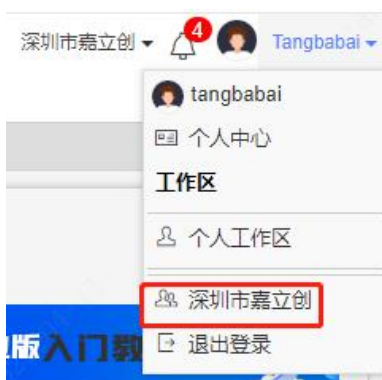 深圳市嘉立创
4
Tangbabai
tangbabai
个人中心
工作区
个人工作区
深圳市嘉立创
业版入门教
退出登录